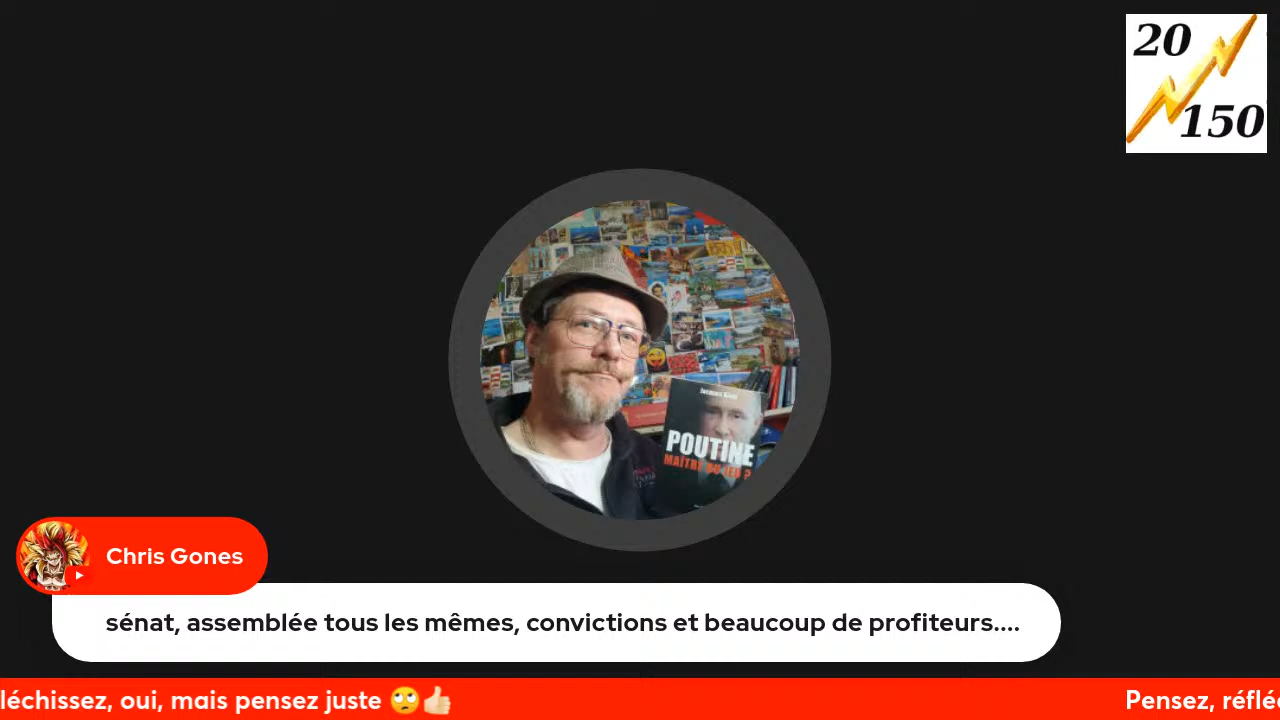 20
150
POUTINE
MAÎTRE DU JEU ?
Chris Gones
sénat, assemblée tous les mêmes, convictions et beaucoup de profiteurs....
léchissez, oui, mais pensez juste 🙄👍🏻
Pensez, réflé